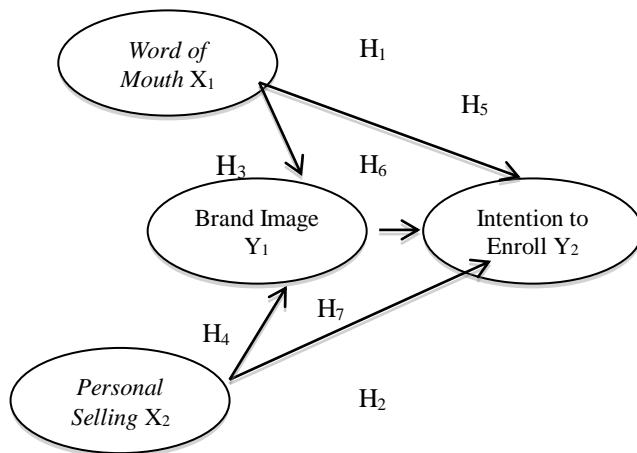 Word of
Mouth X₁
H₁
H₅
H₃
H₆
Brand Image
Y₁
Intention to
Enroll Y₂
H₄
H₇
Personal
Selling X₂
H₂